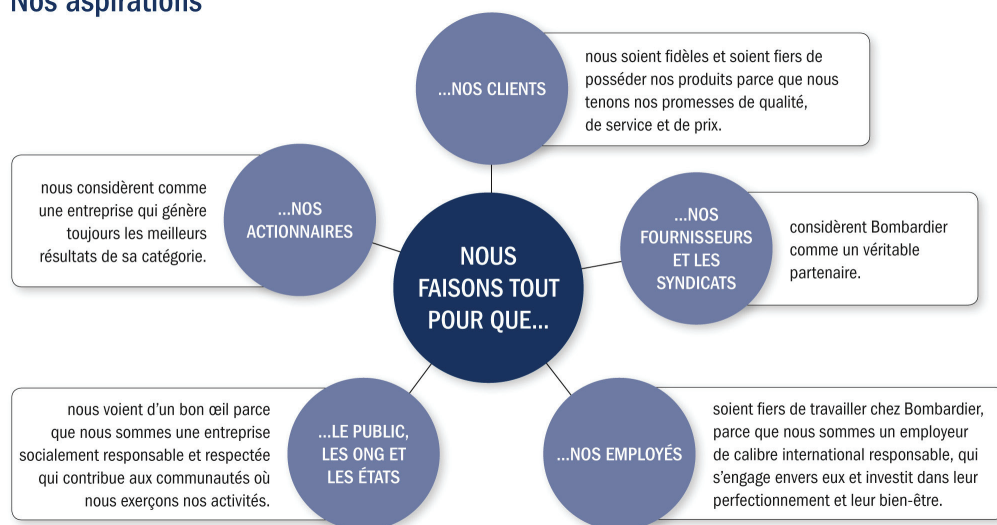 Nos aspirations
...NOS CLIENTS
nous soient fidèles et soient fiers de
posséder nos produits parce que nous
tenons nos promesses de qualité,
de service et de prix.
nous considèrent comme
une entreprise qui génère
toujours les meilleurs
résultats de sa catégorie.
...NOS
ACTIONNAIRES
NOUS
FAISONS TOUT
POUR QUE...
...NOS
FOURNISSEURS
ET LES
SYNDICATS
considèrent Bombardier
comme un véritable
partenaire.
nous voient d'un bon œil parce
que nous sommes une entreprise
socialement responsable et respectée
qui contribue aux communautés où
nous exerçons nos activités.
...LE PUBLIC,
LES ONG ET
LES ÉTATS
...NOS EMPLOYÉS
soient fiers de travailler chez Bombardier,
parce que nous sommes un employeur
de calibre international responsable, qui
s'engage envers eux et investit dans leur
perfectionnement et leur bien-être.